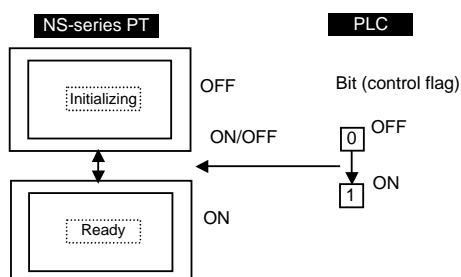 NS-series PT
PLC
Initializing
OFF
Bit (control flag)
ON/OFF
0
OFF
1
ON
Ready
ON